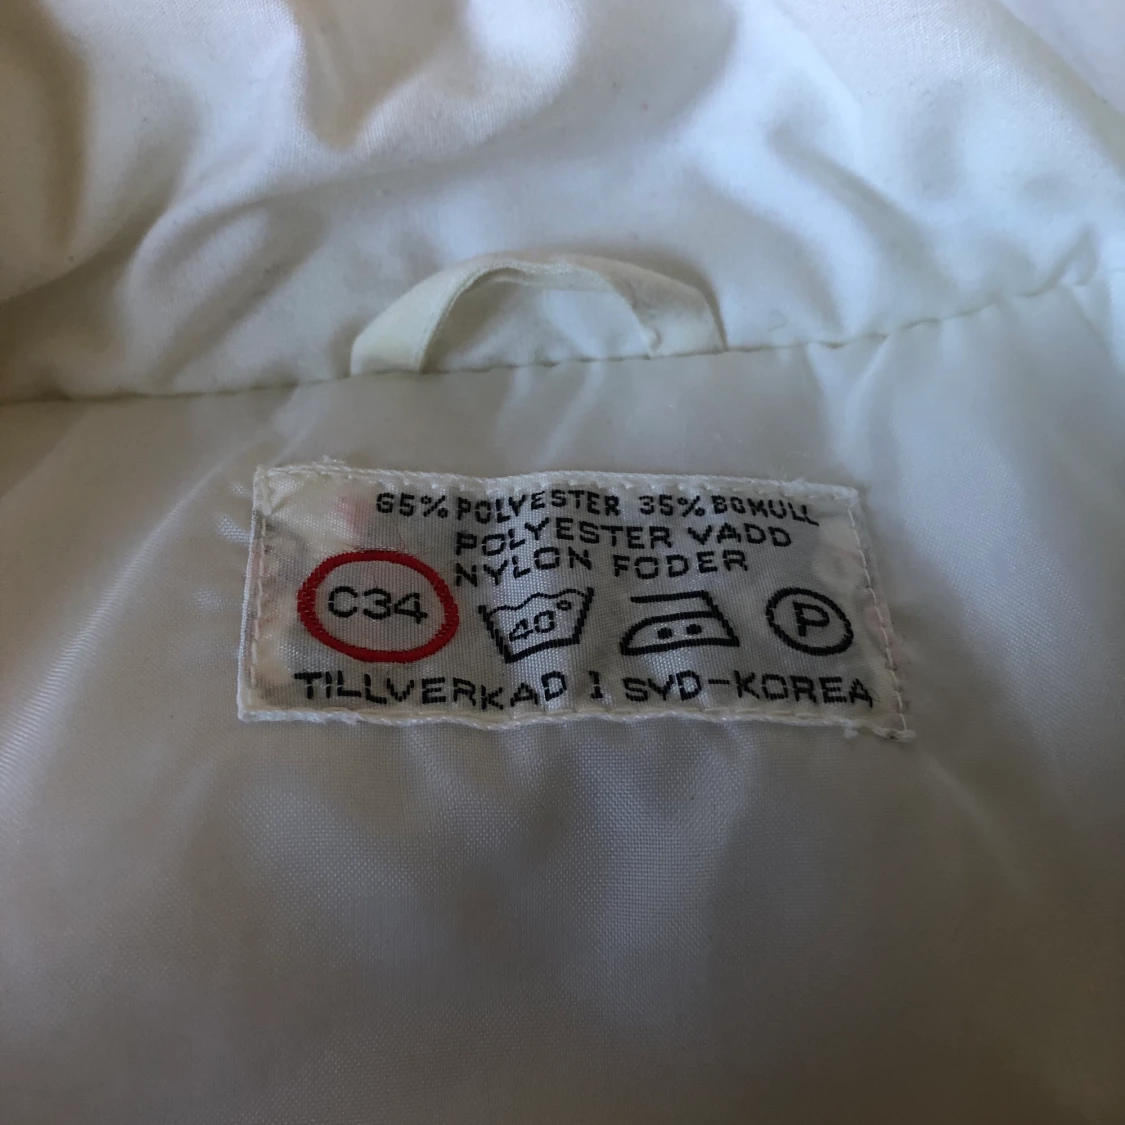 65% POLYESTER 35% BOMULL
POLYESTER VADD
NYLON FODER
C34 40° P
TILLVERKAD I SYD-KOREA